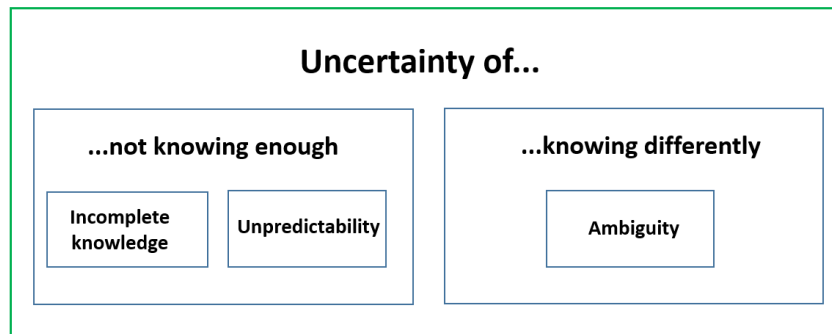 Uncertainty of...
...not knowing enough
Incomplete
knowledge
Unpredictability
...knowing differently
Ambiguity